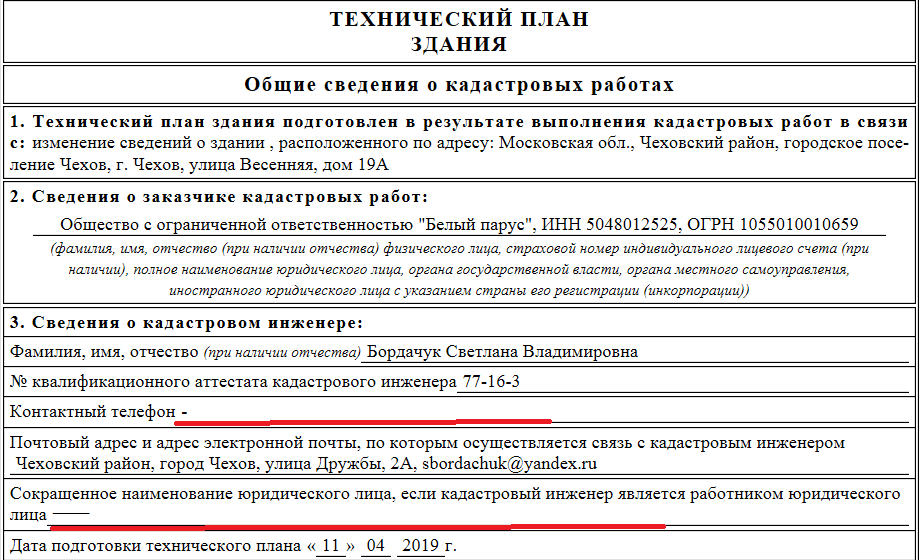 ТЕХНИЧЕСКИЙ ПЛАН
ЗДАНИЯ
Общие сведения о кадастровых работах
1. Технический план здания подготовлен в результате выполнения кадастровых работ в связи
с: изменение сведений о здании , расположенного по адресу: Московская обл., Чеховский район, городское посе-
ление Чехов, г. Чехов, улица Весенняя, дом 19А
2. Сведения о заказчике кадастровых работ:
Общество с ограниченной ответственностью "Белый парус", ИНН 5048012525, ОГРН 1055010010659
(фамилия, имя, отчество (при наличии отчества) физического лица, страховой номер индивидуального лицевого счета (при
наличии), полное наименование юридического лица, органа государственной власти, органа местного самоуправления,
иностранного юридического лица с указанием страны его регистрации (инкорпорации))
3. Сведения о кадастровом инженере:
Фамилия, имя, отчество (при наличии отчества) Бордачук Светлана Владимировна
№ квалификационного аттестата кадастрового инженера 77-16-3
Контактный телефон -
Почтовый адрес и адрес электронной почты, по которым осуществляется связь с кадастровым инженером
Чеховский район, город Чехов, улица Дружбы, 2А, sbordachuk@yandex.ru
Сокращенное наименование юридического лица, если кадастровый инженер является работником юридического
лица ——
Дата подготовки технического плана « 11 » 04 2019 г.